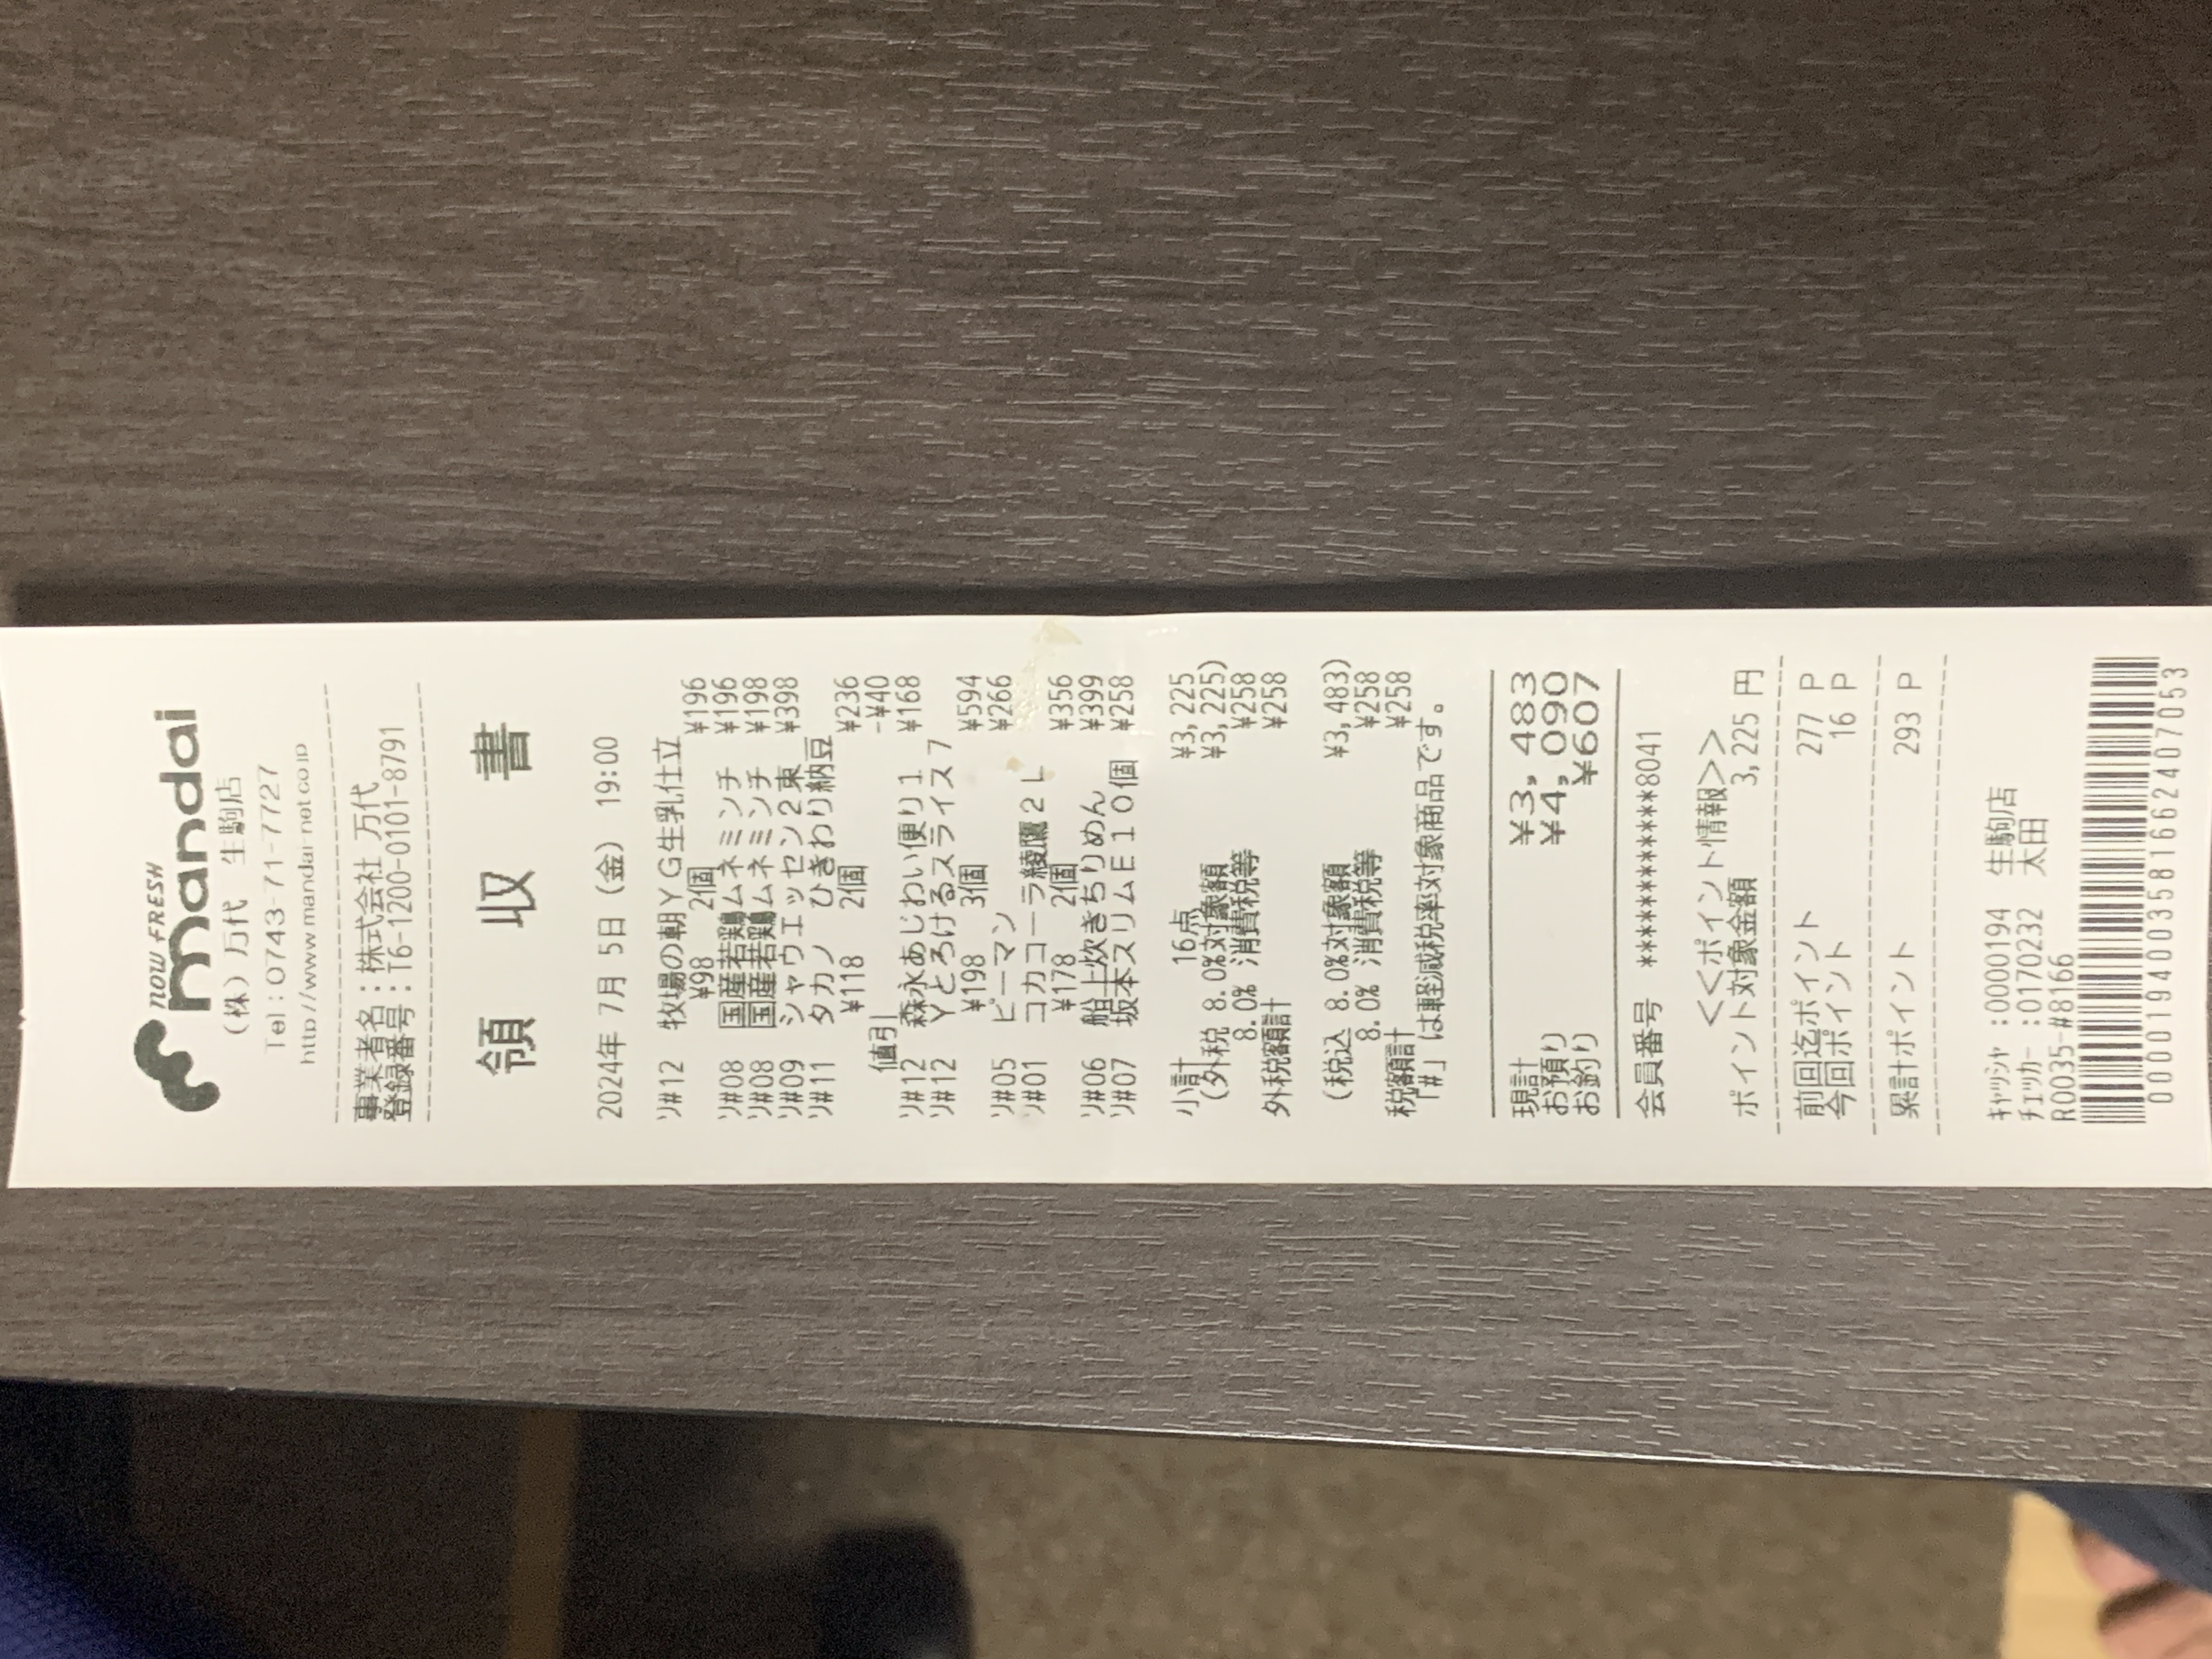 now FRESH
mandai
（株）万代　生駒店
Tel：0743-71-7727
http://www.mandai-net.co.jp
事業者名：株式会社 万代
登録番号：T6-1200-0101-8791
領　収　書
2024年 7月 5日（金） 19:00
ソ#12 牧場の朝ＹＧ生乳仕立
¥98 2個 ¥196
ソ#08 国産若鶏ムネミンチ ¥196
ソ#08 国産若鶏ムネミンチ ¥198
ソ#09 シャウエッセン２束 ¥398
ソ#11 タカノ　ひきわり納豆
¥118 2個 ¥236
値引 -¥40
ソ#12 森永あじわい便り１ ¥168
ソ#12 Ｙとろけるスライス７
¥198 3個 ¥594
ソ#05 ピーマン ¥266
ソ#01 コカコーラ綾鷹２Ｌ
¥178 2個 ¥356
ソ#06 船上炊きちりめん ¥399
ソ#07 坂本スリムＥ１０個 ¥258
小計 16点 ¥3,225
（外税 8.0%対象額 ¥3,225）
8.0% 消費税等 ¥258
外税額計 ¥258
（税込 8.0%対象額 ¥3,483）
8.0% 消費税等 ¥258
税額計 ¥258
「#」は軽減税率対象商品です。
現計 ¥3,483
お預り ¥4,090
お釣り ¥607
会員番号 ************8041
＜＜ポイント情報＞＞
ポイント対象金額 3,225 円
前回迄ポイント 277 P
今回ポイント 16 P
累計ポイント 293 P
ｷｬｯｼｬ :0000194 生駒店
ﾁｪｯｶｰ :0170232 太田
R0035-#8166
0000194003581662407053